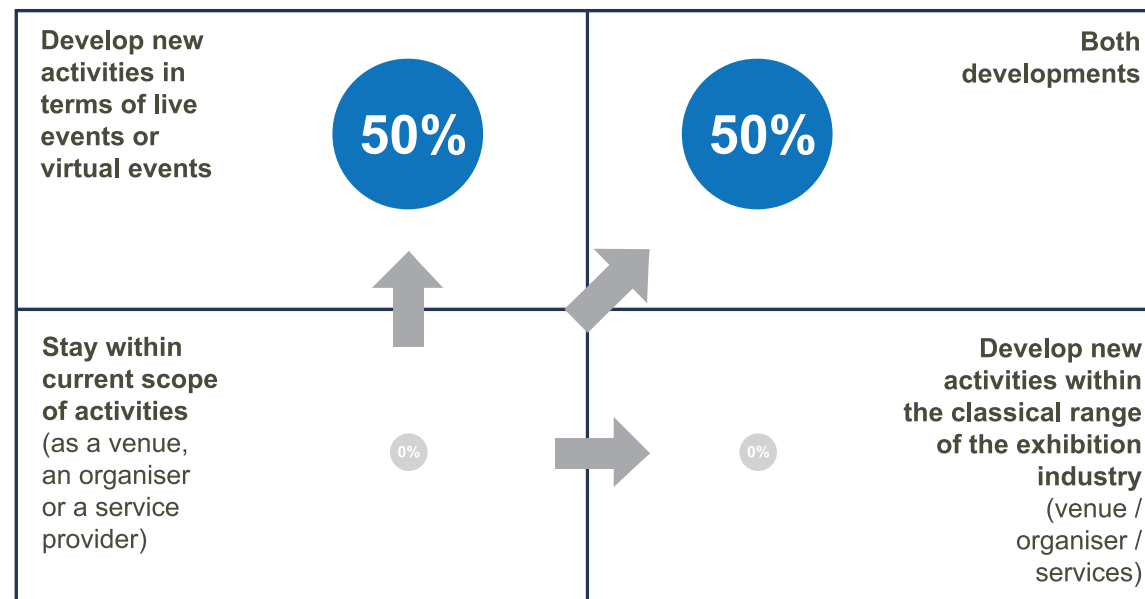 Develop new
activities in
terms of live
events or
virtual events
50%
50%
Both
developments
Stay within
current scope
of activities
(as a venue,
an organiser
or a service
provider)
0%
0%
Develop new
activities within
the classical range
of the exhibition
industry
(venue /
organiser /
services)